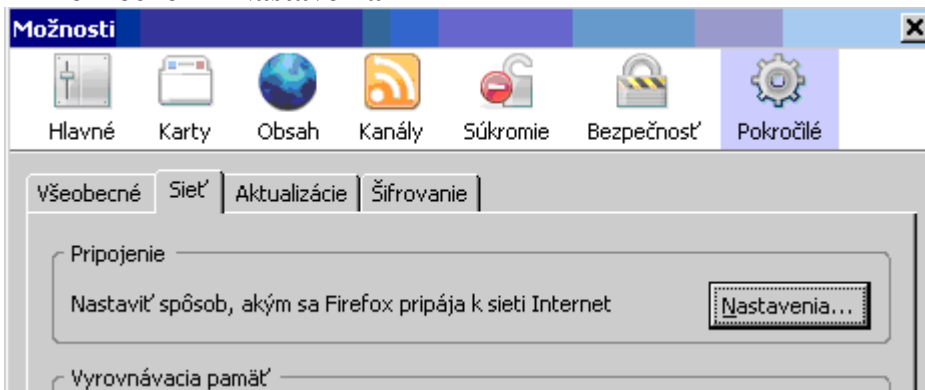 Možnosti
Hlavné Karty Obsah Kanály Súkromie Bezpečnosť Pokročilé
Všeobecné Sieť Aktualizácie Šifrovanie
Pripojenie
Nastaviť spôsob, akým sa Firefox pripája k sieti Internet Nastavenia...
Vyrovnávacia pamäť